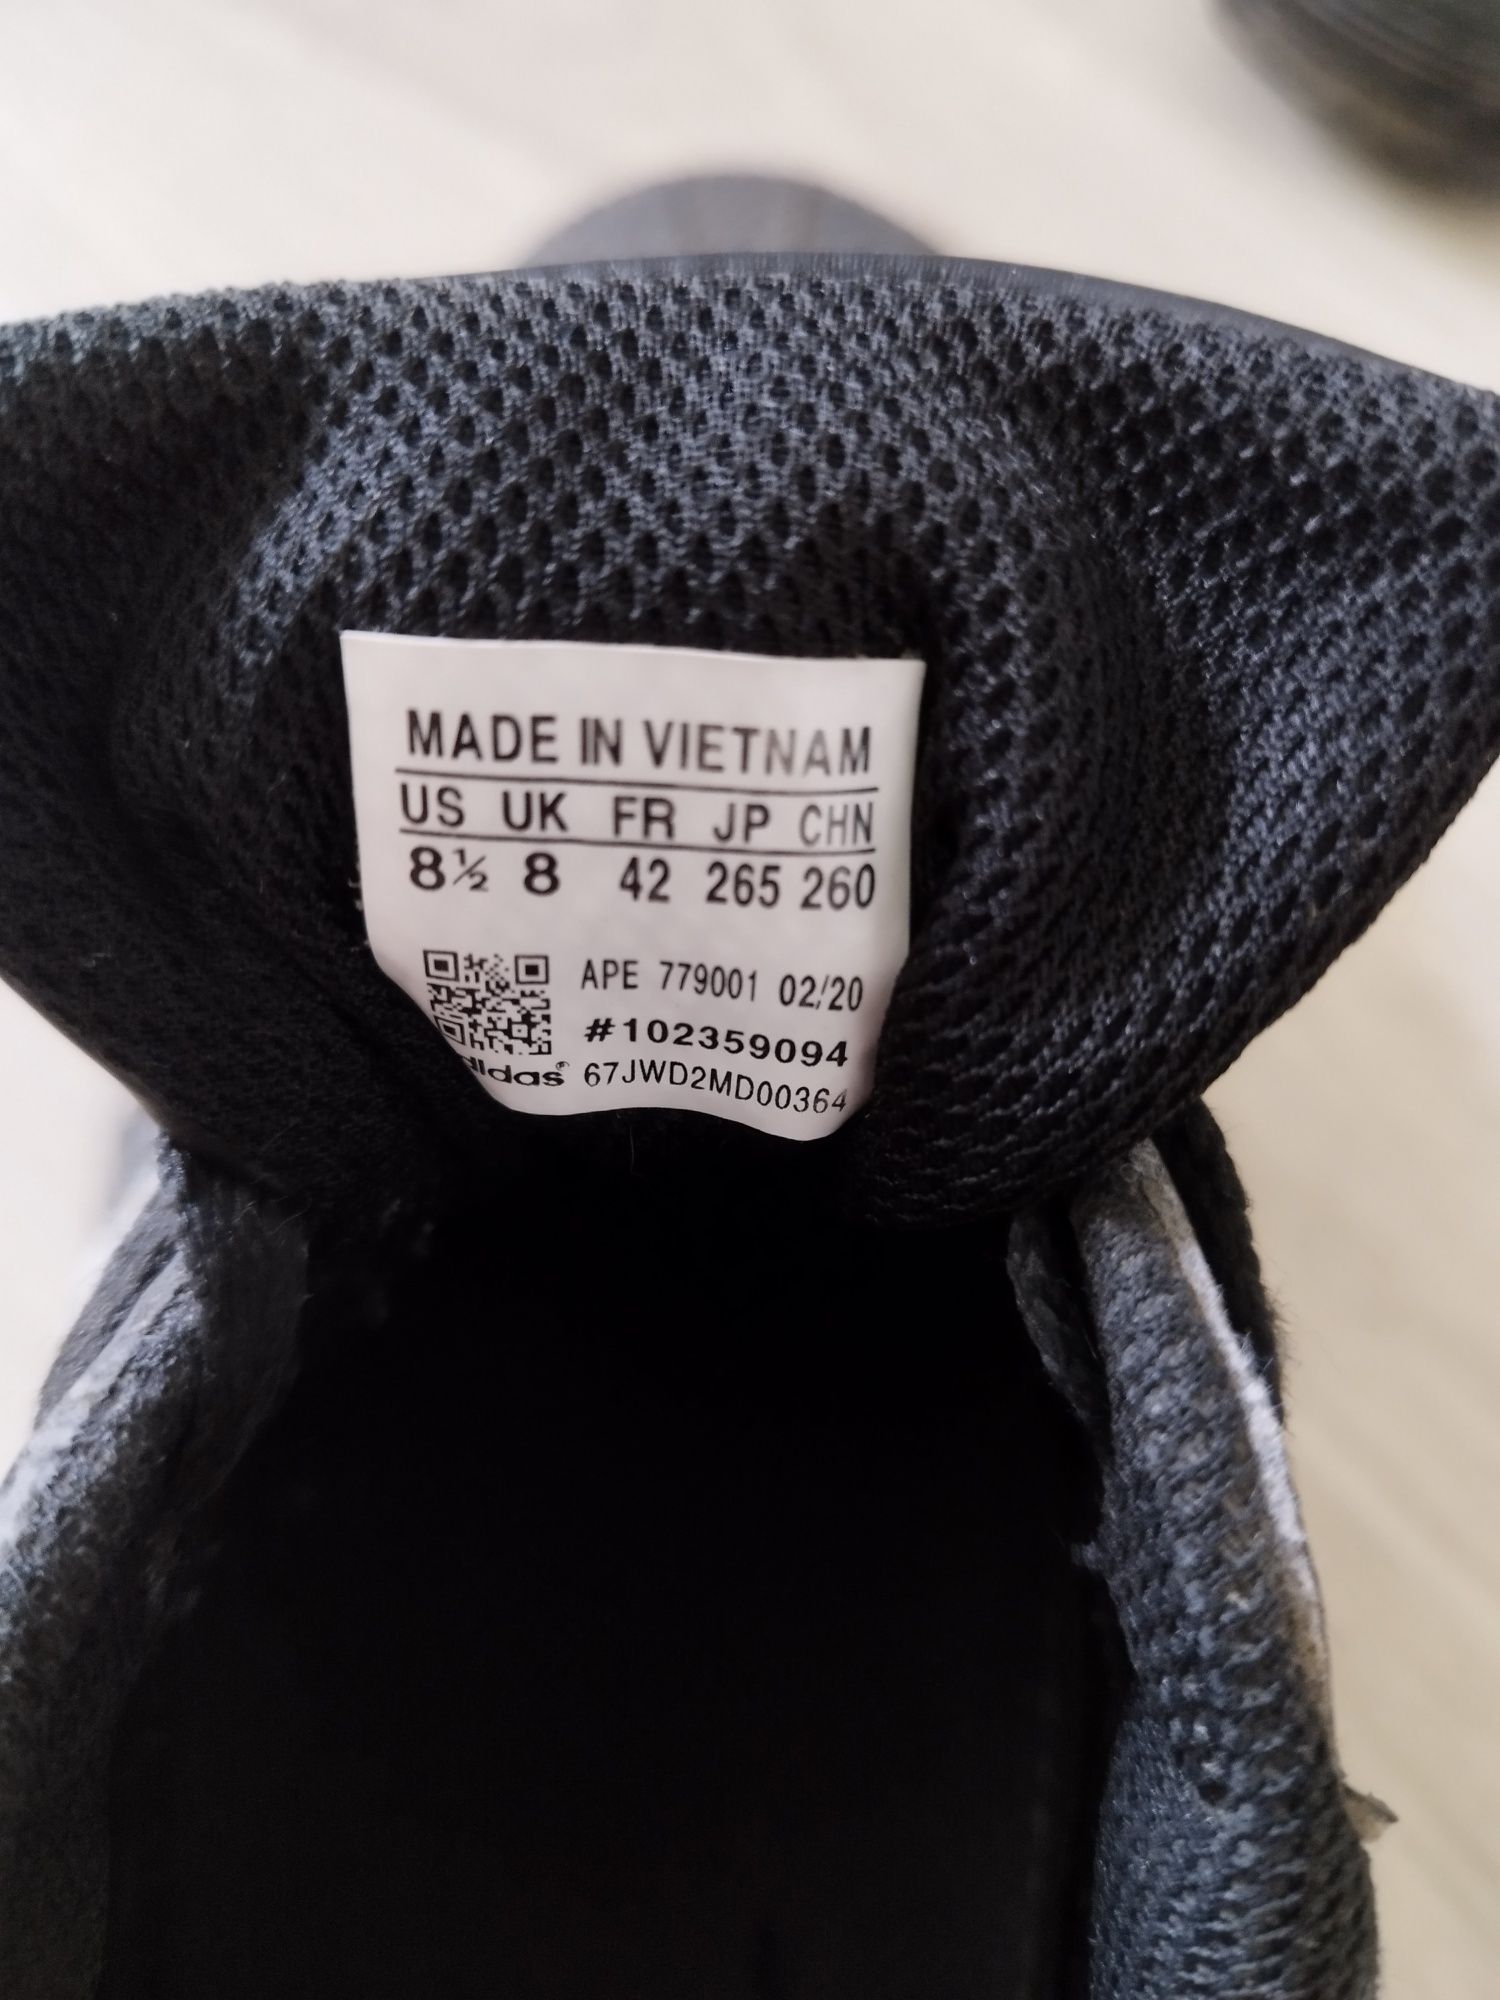 MADE IN VIETNAM
US UK FR JP CHN
8½ 8 42 265 260
APE 779001 02/20
#102359094
adidas® 67JWD2MD00364